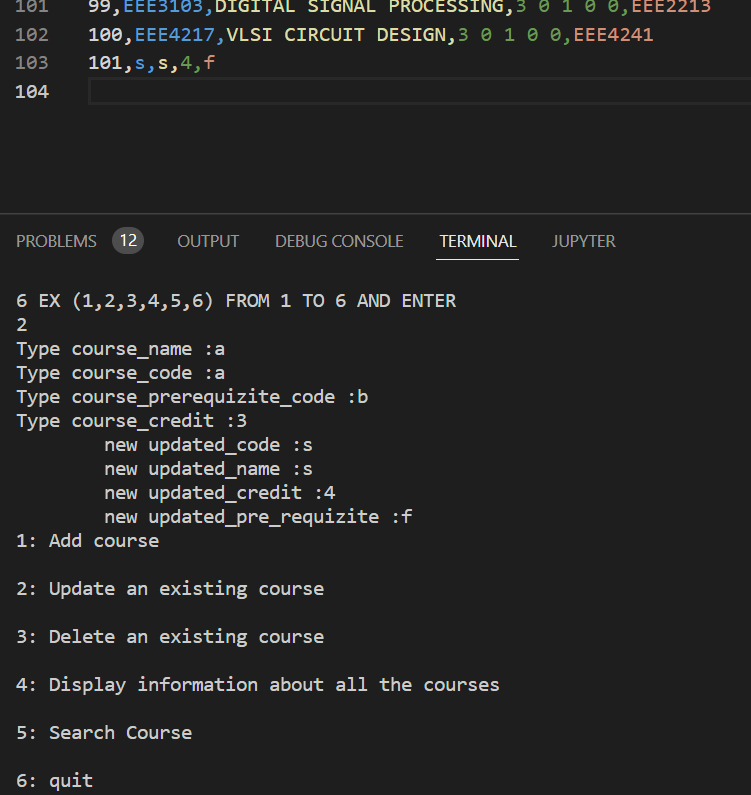 101 99,EEE3103,DIGITAL SIGNAL PROCESSING,3 0 1 0 0,EEE2213
102 100,EEE4217,VLSI CIRCUIT DESIGN,3 0 1 0 0,EEE4241
103 101,s,s,4,f
104
PROBLEMS 12 OUTPUT DEBUG CONSOLE TERMINAL JUPYTER
6 EX (1,2,3,4,5,6) FROM 1 TO 6 AND ENTER
2
Type course_name :a
Type course_code :a
Type course_prerequizite_code :b
Type course_credit :3
        new updated_code :s
        new updated_name :s
        new updated_credit :4
        new updated_pre_requizite :f
1: Add course
2: Update an existing course
3: Delete an existing course
4: Display information about all the courses
5: Search Course
6: quit